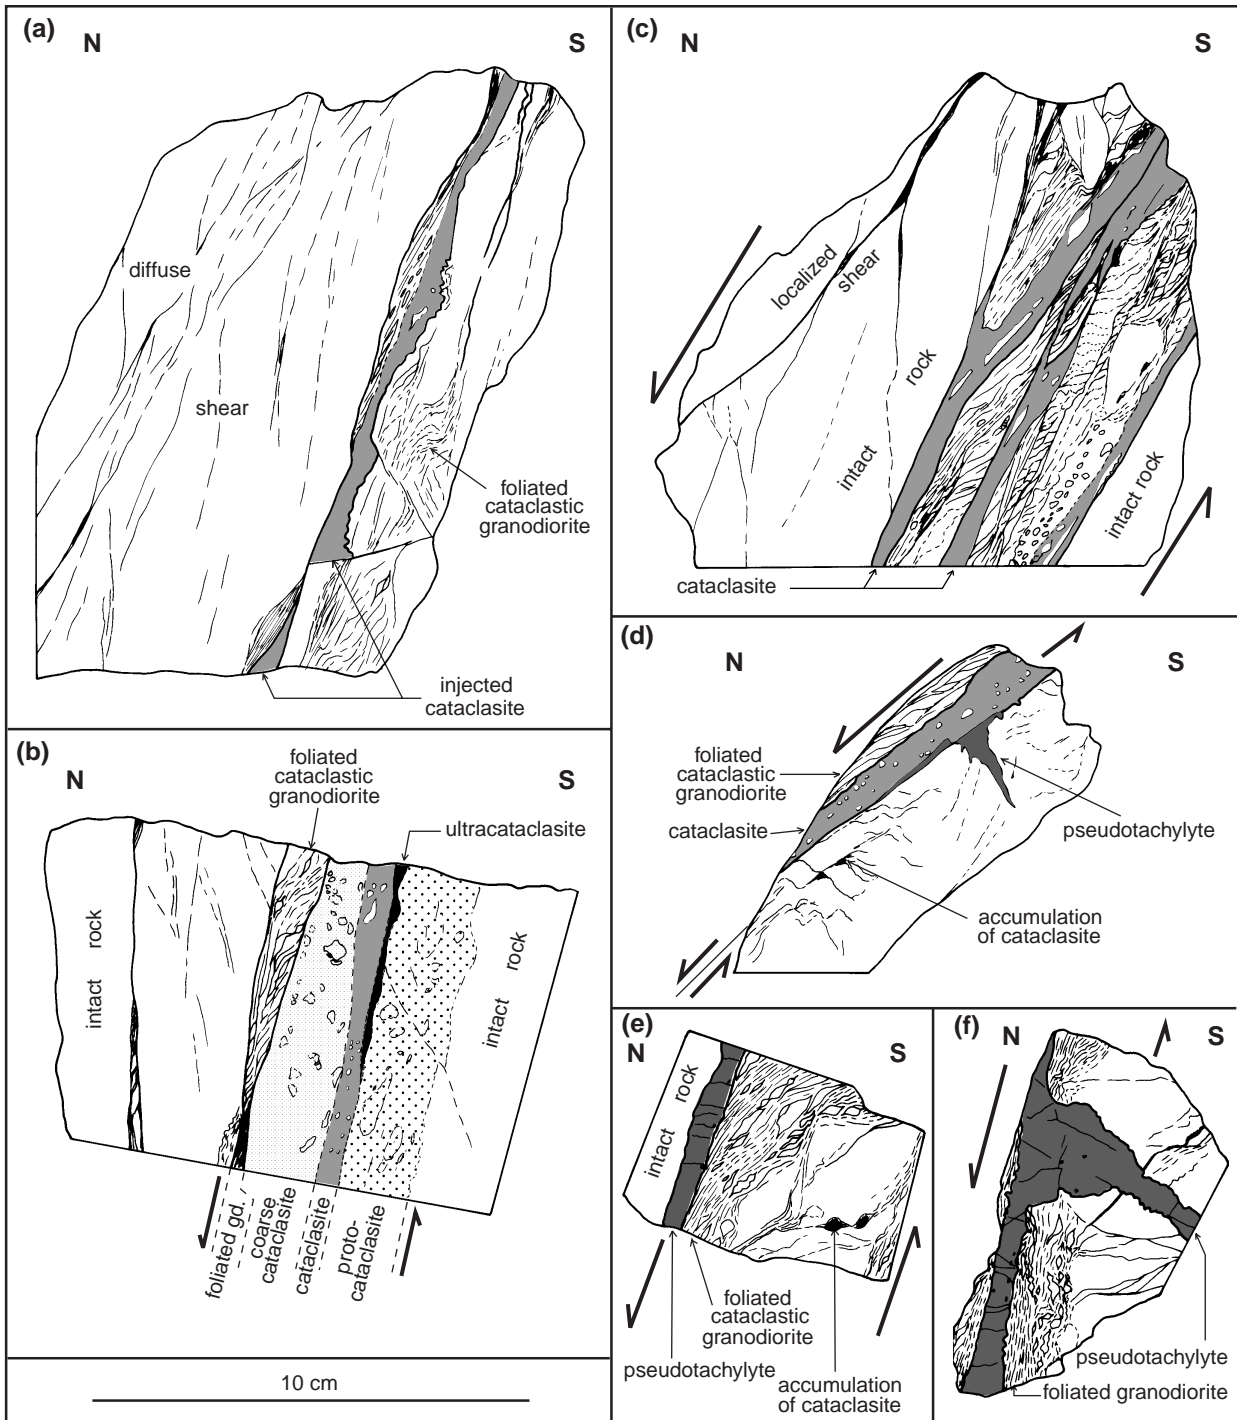 (a)
N
S
diffuse
shear
foliated
cataclastic
granodiorite
injected
cataclasite
(b)
N
S
foliated
cataclastic
granodiorite
ultracataclasite
intact rock
intact rock
foliated gd.
coarse
cataclasite
cataclasite
proto-
cataclasite
10 cm
(c)
N
S
localized
shear
intact rock
intact rock
cataclasite
(d)
N
S
foliated
cataclastic
granodiorite
cataclasite
pseudotachylyte
accumulation
of cataclasite
(e)
N
S
intact rock
foliated
cataclastic
granodiorite
pseudotachylyte
accumulation
of cataclasite
(f)
N
S
pseudotachylyte
foliated granodiorite